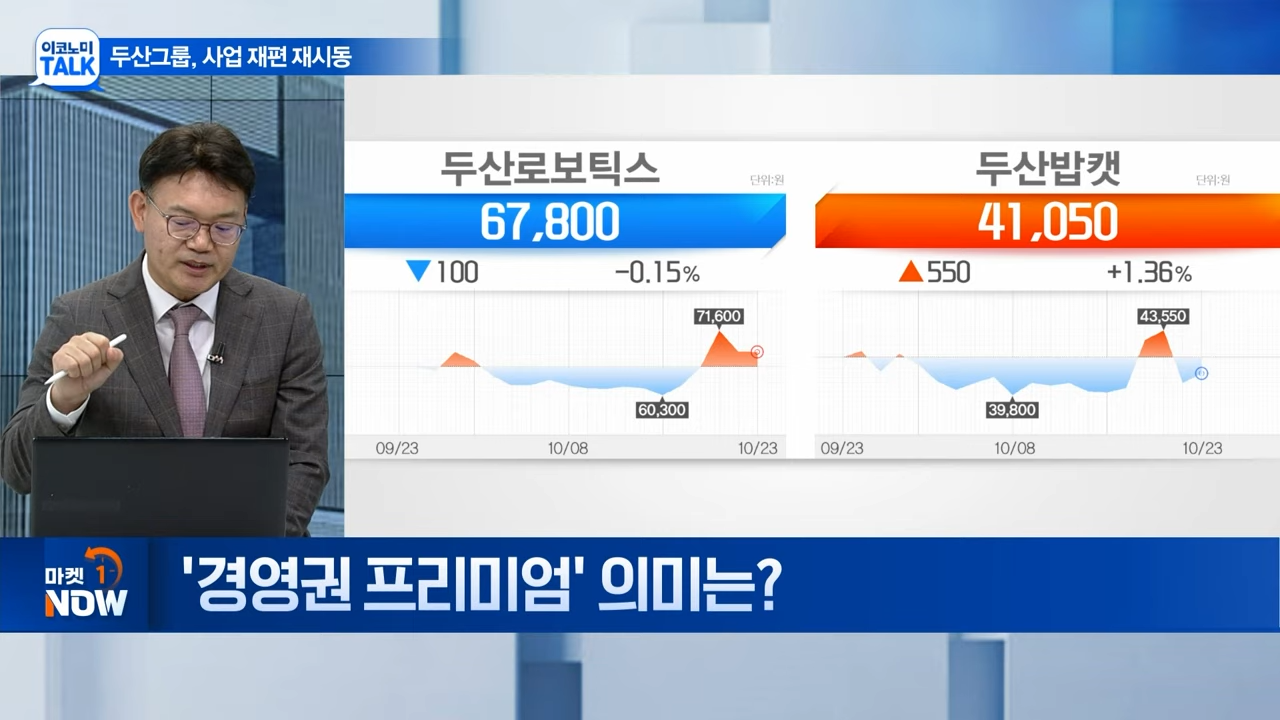 이코노미
TALK
두산그룹, 사업 재편 재시동
두산로보틱스
단위:원
67,800
▼100
-0.15%
71,600
60,300
09/23
10/08
10/23
두산밥캣
단위:원
41,050
▲550
+1.36%
43,550
39,800
09/23
10/08
10/23
마켓 1
NOW
'경영권 프리미엄' 의미는?